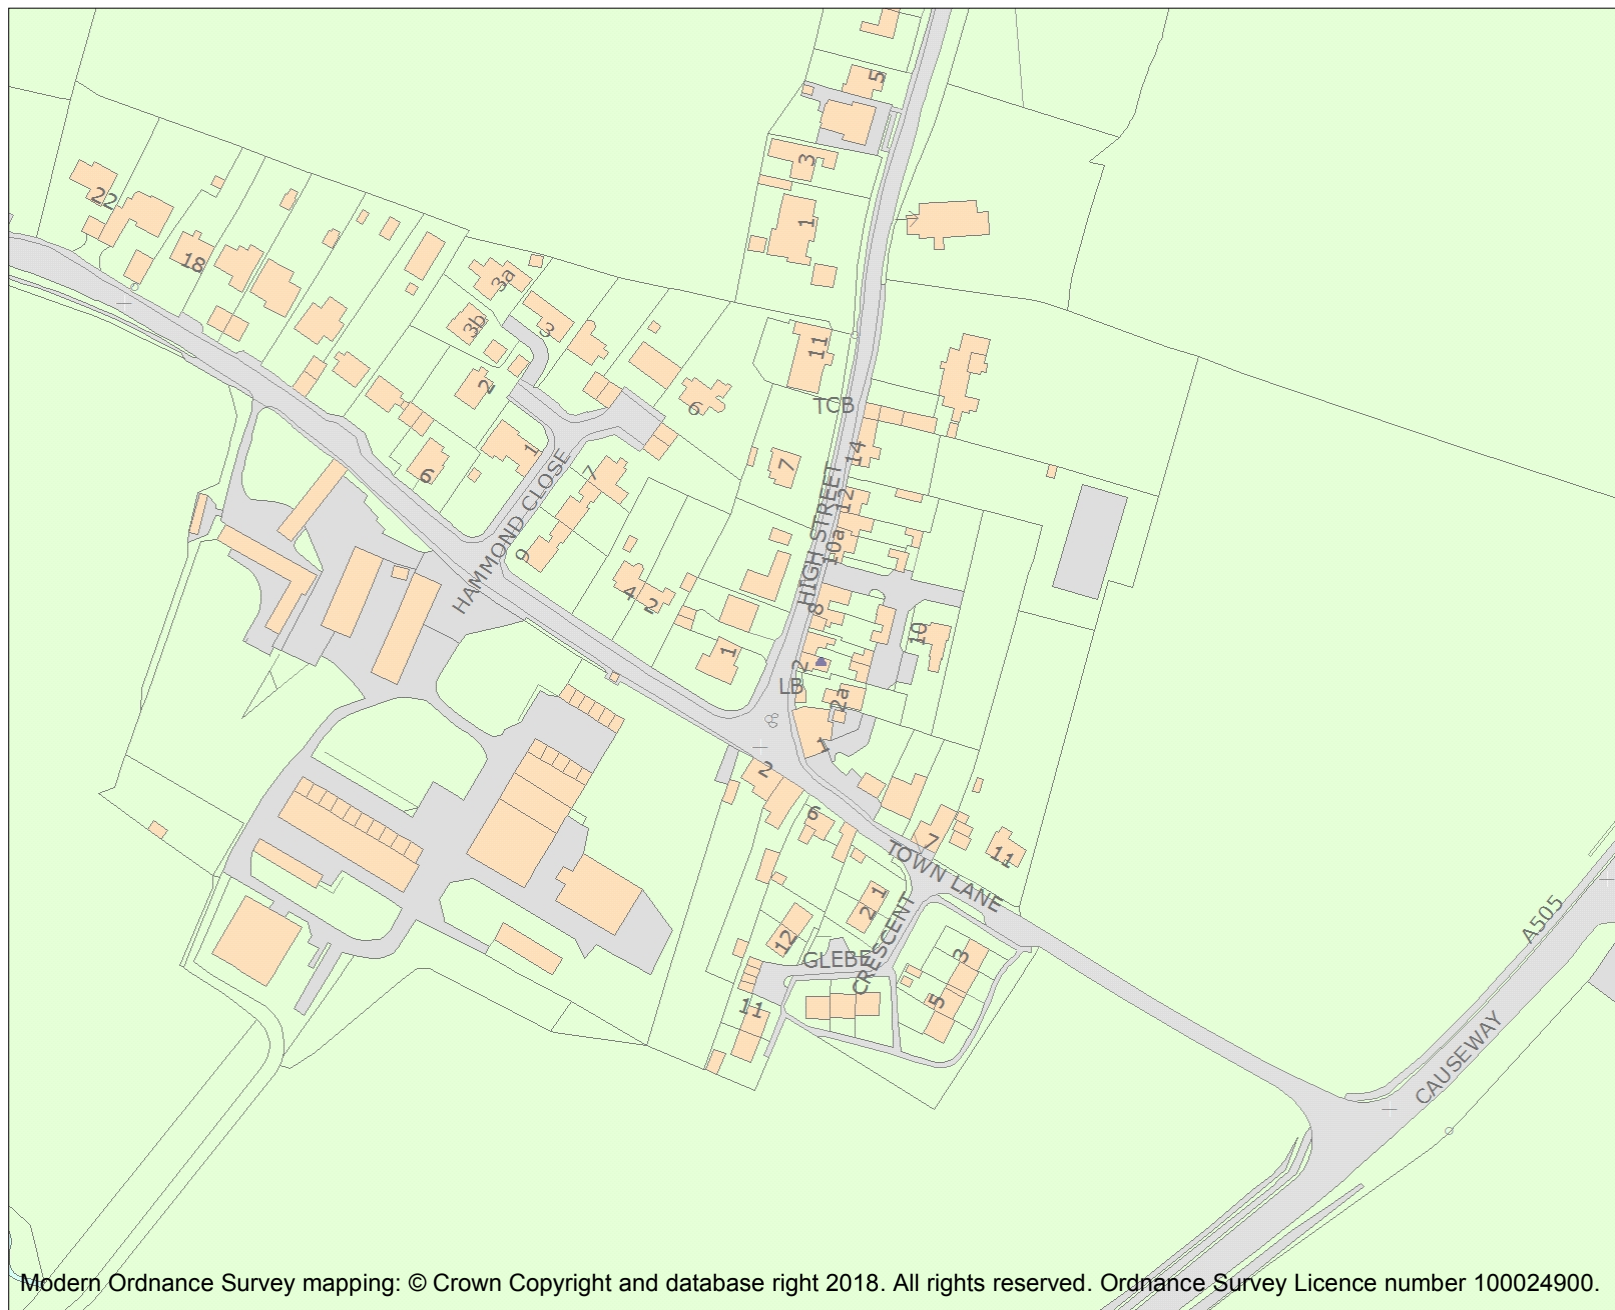 5
3
1
22
18
3a
3b
3
11
2
6
TCB
14
6
1
7
7
12
HAMMOND CLOSE
HIGH STREET
10a
9
4
2
8
10
1
2
LB
2a
1
2
6
7
11
TOWN LANE
1
2
12
GLEBE
CRESCENT
3
5
11
A505
CAUSEWAY
Modern Ordnance Survey mapping: © Crown Copyright and database right 2018. All rights reserved. Ordnance Survey Licence number 100024900.